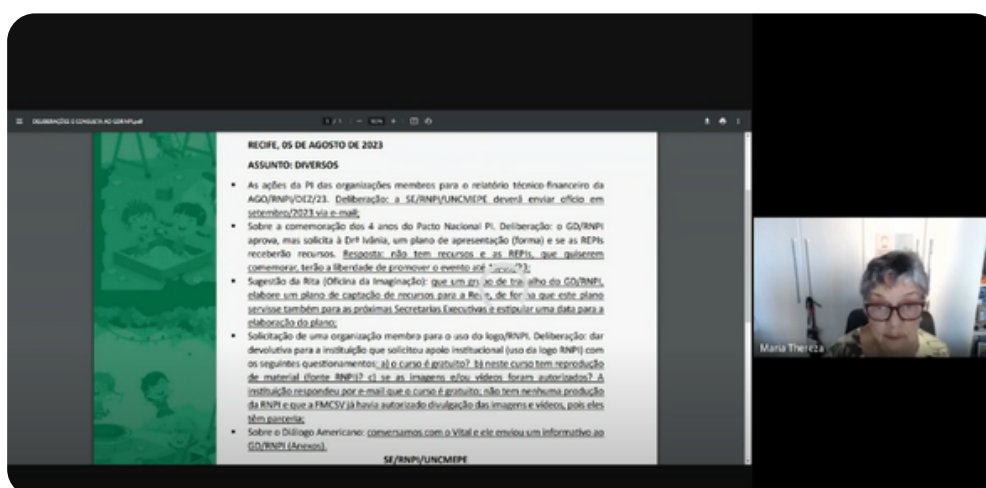 DELIBERAÇÕES E CONSULTA AO GDRNPI.pdf
1 / 1
90%
RECIFE, 05 DE AGOSTO DE 2023
ASSUNTO: DIVERSOS
▪ As ações da PI das organizações membros para o relatório técnico-financeiro da
AGO/RNPI/DEZ/23. Deliberação: a SE/RNPI/UNCMEPE deverá enviar ofício em
setembro/2023 via e-mail;
▪ Sobre a comemoração dos 4 anos do Pacto Nacional PI. Deliberação: o GD/RNPI
aprova, mas solicita à Drª Ivânia, um plano de apresentação (forma) e se as REPIs
receberão recursos. Resposta: não tem recursos e as REPIs, que quiserem
comemorar, terão a liberdade de promover o evento até
▪ Sugestão da Rita (Oficina da Imaginação): que um grupo de trabalho do GD/RNPI,
elabore um plano de captação de recursos para a de forma que este plano
servisse também para as próximas Secretarias Executivas e estipular uma data para a
elaboração do plano;
▪ Solicitação de uma organização membro para o uso do logo/RNPI. Deliberação: dar
devolutiva para a instituição que solicitou apoio institucional (uso da logo RNPI) com
os seguintes questionamentos: a) o curso é gratuito? b) neste curso tem reprodução
de material (fonte RNPI)? c) se as imagens e/ou vídeos foram autorizados? A
instituição respondeu por e-mail que o curso é gratuito; não tem nenhuma produção
da RNPI e que a FMCSV já havia autorizado divulgação das imagens e vídeos, pois eles
têm parceria;
▪ Sobre o Diálogo Americano: conversamos com o Vital e ele enviou um informativo ao
GD/RNPI (Anexos).
SE/RNPI/UNCMEPE
Maria Thereza